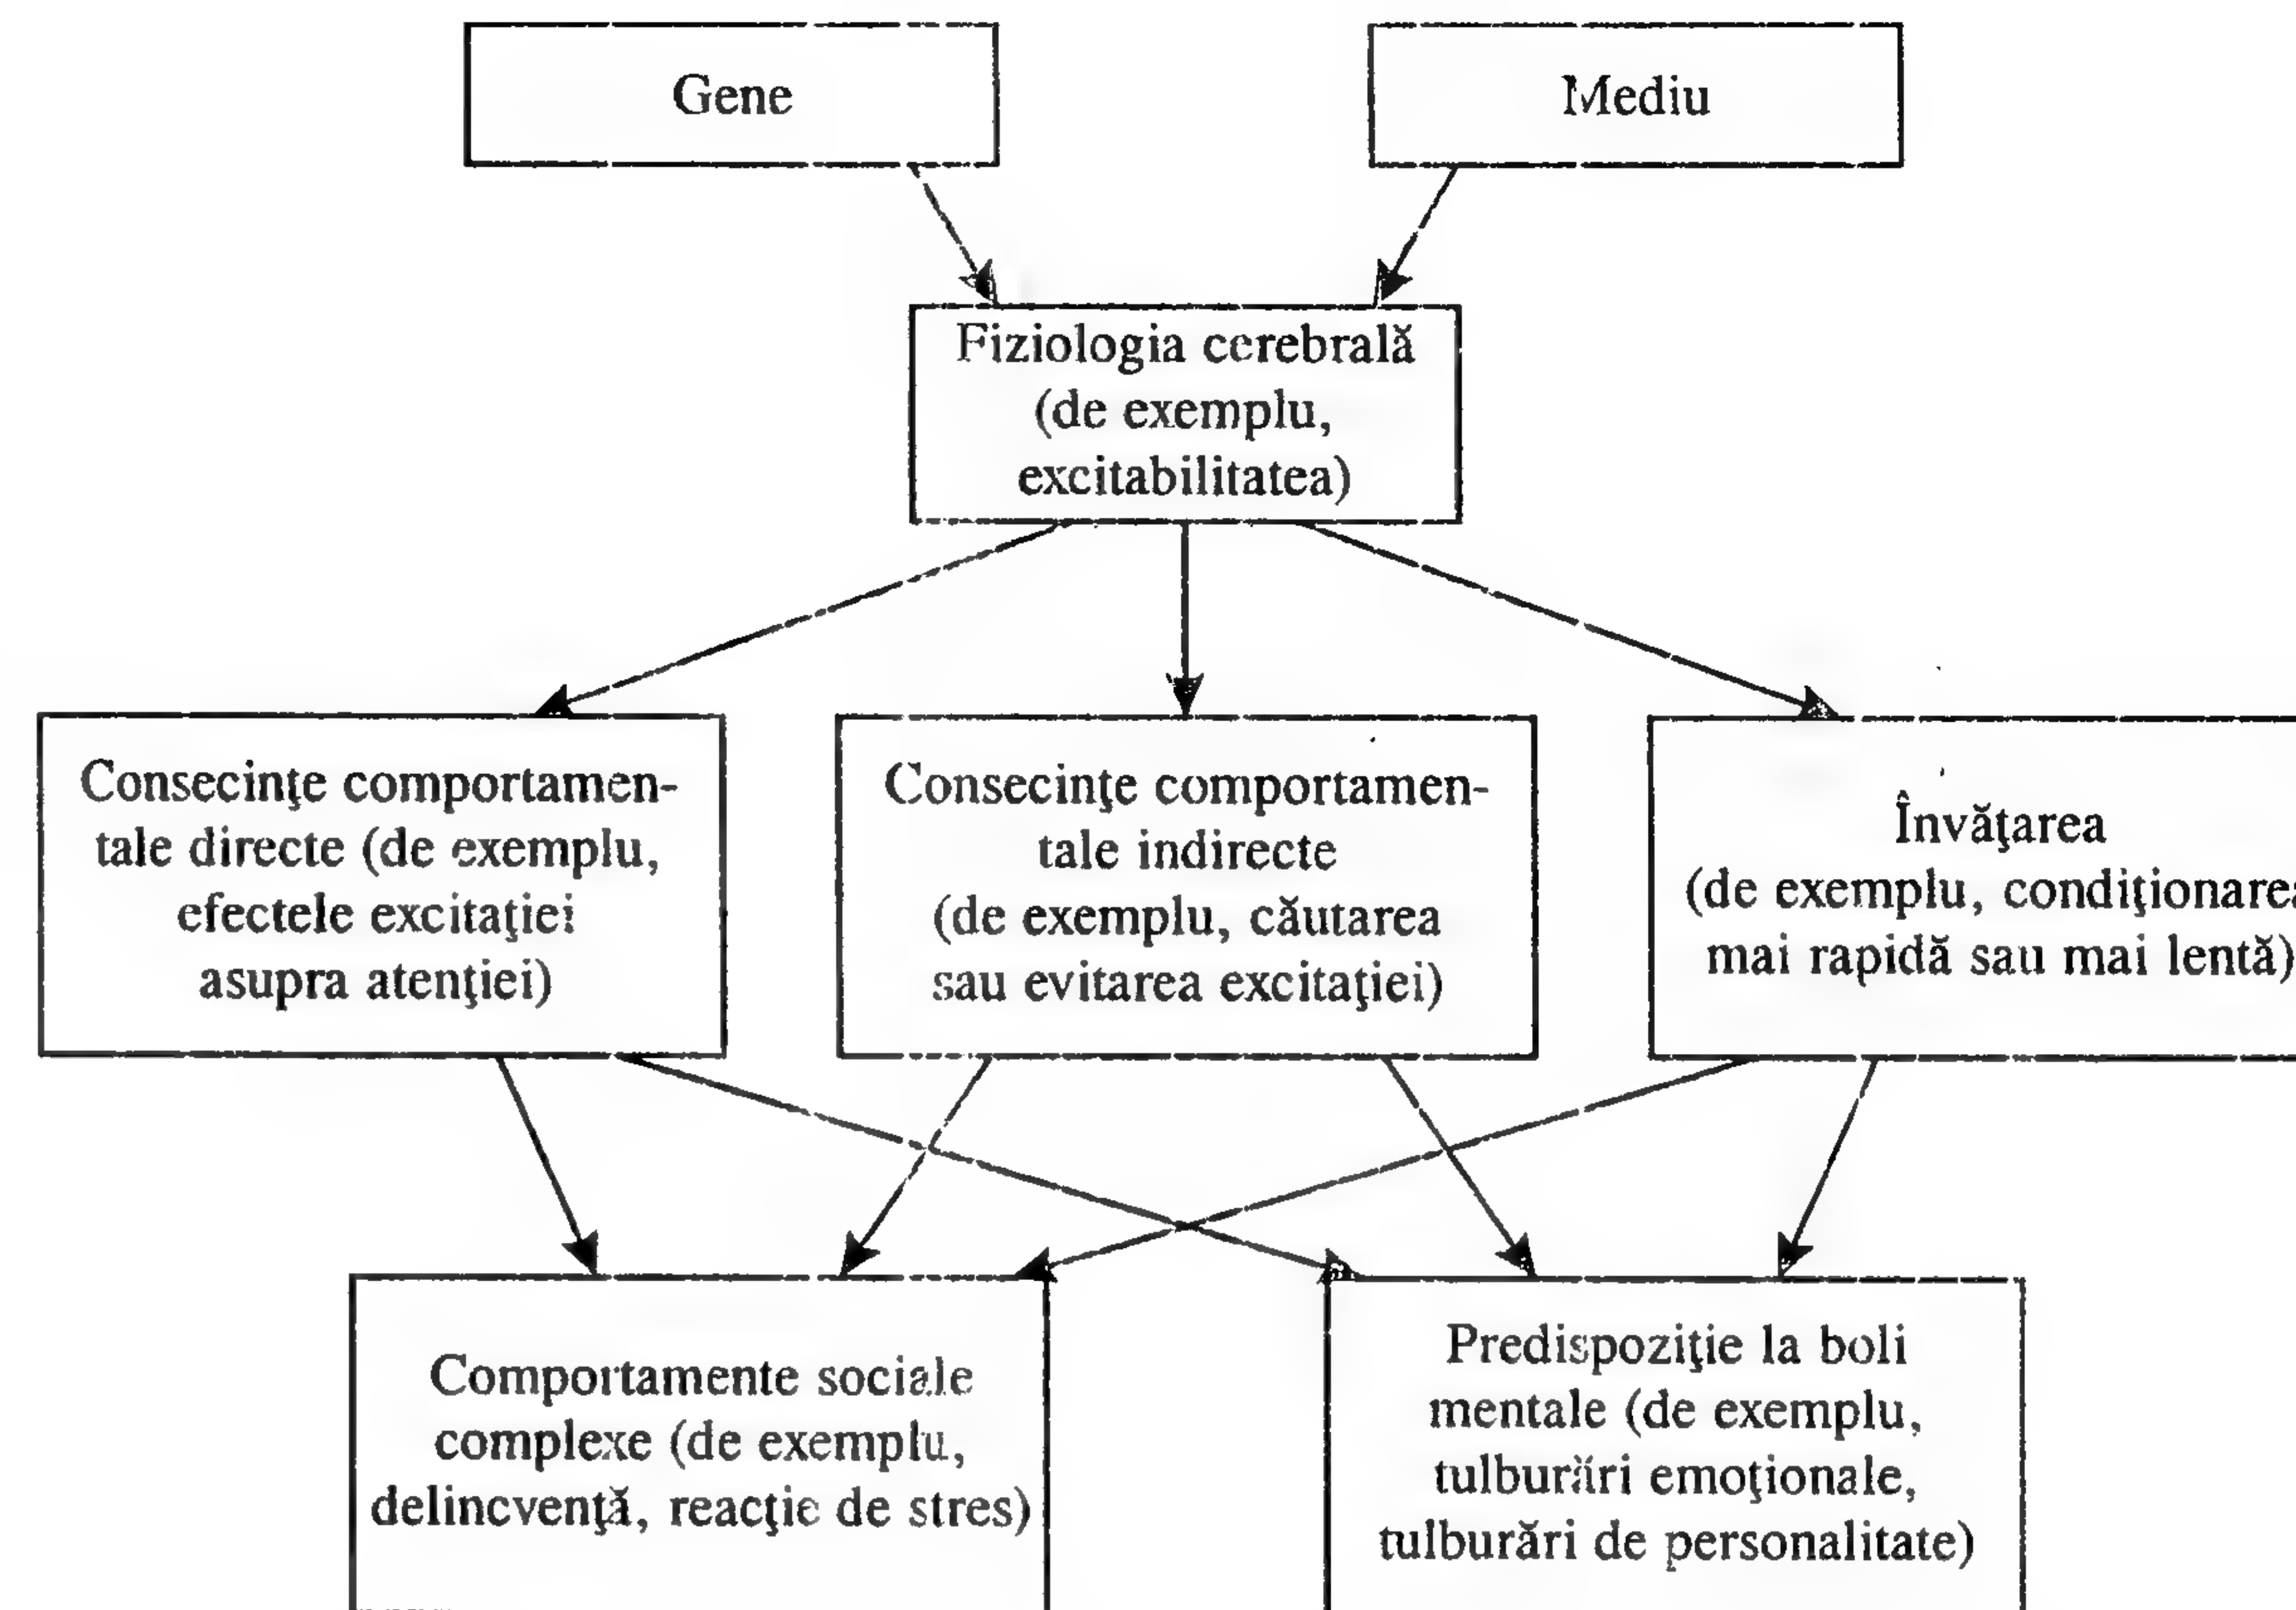 Gene
Mediu
Fiziologia cerebrală
(de exemplu,
excitabilitatea)
Consecinţe comportamen-
tale directe (de exemplu,
efectele excitaţiei
asupra atenţiei)
Consecinţe comportamen-
tale indirecte
(de exemplu, căutarea
sau evitarea excitaţiei)
Învăţarea
(de exemplu, condiţionarea
mai rapidă sau mai lentă)
Comportamente sociale
complexe (de exemplu,
delincvenţă, reacţie de stres)
Predispoziţie la boli
mentale (de exemplu,
tulburări emoţionale,
tulburări de personalitate)